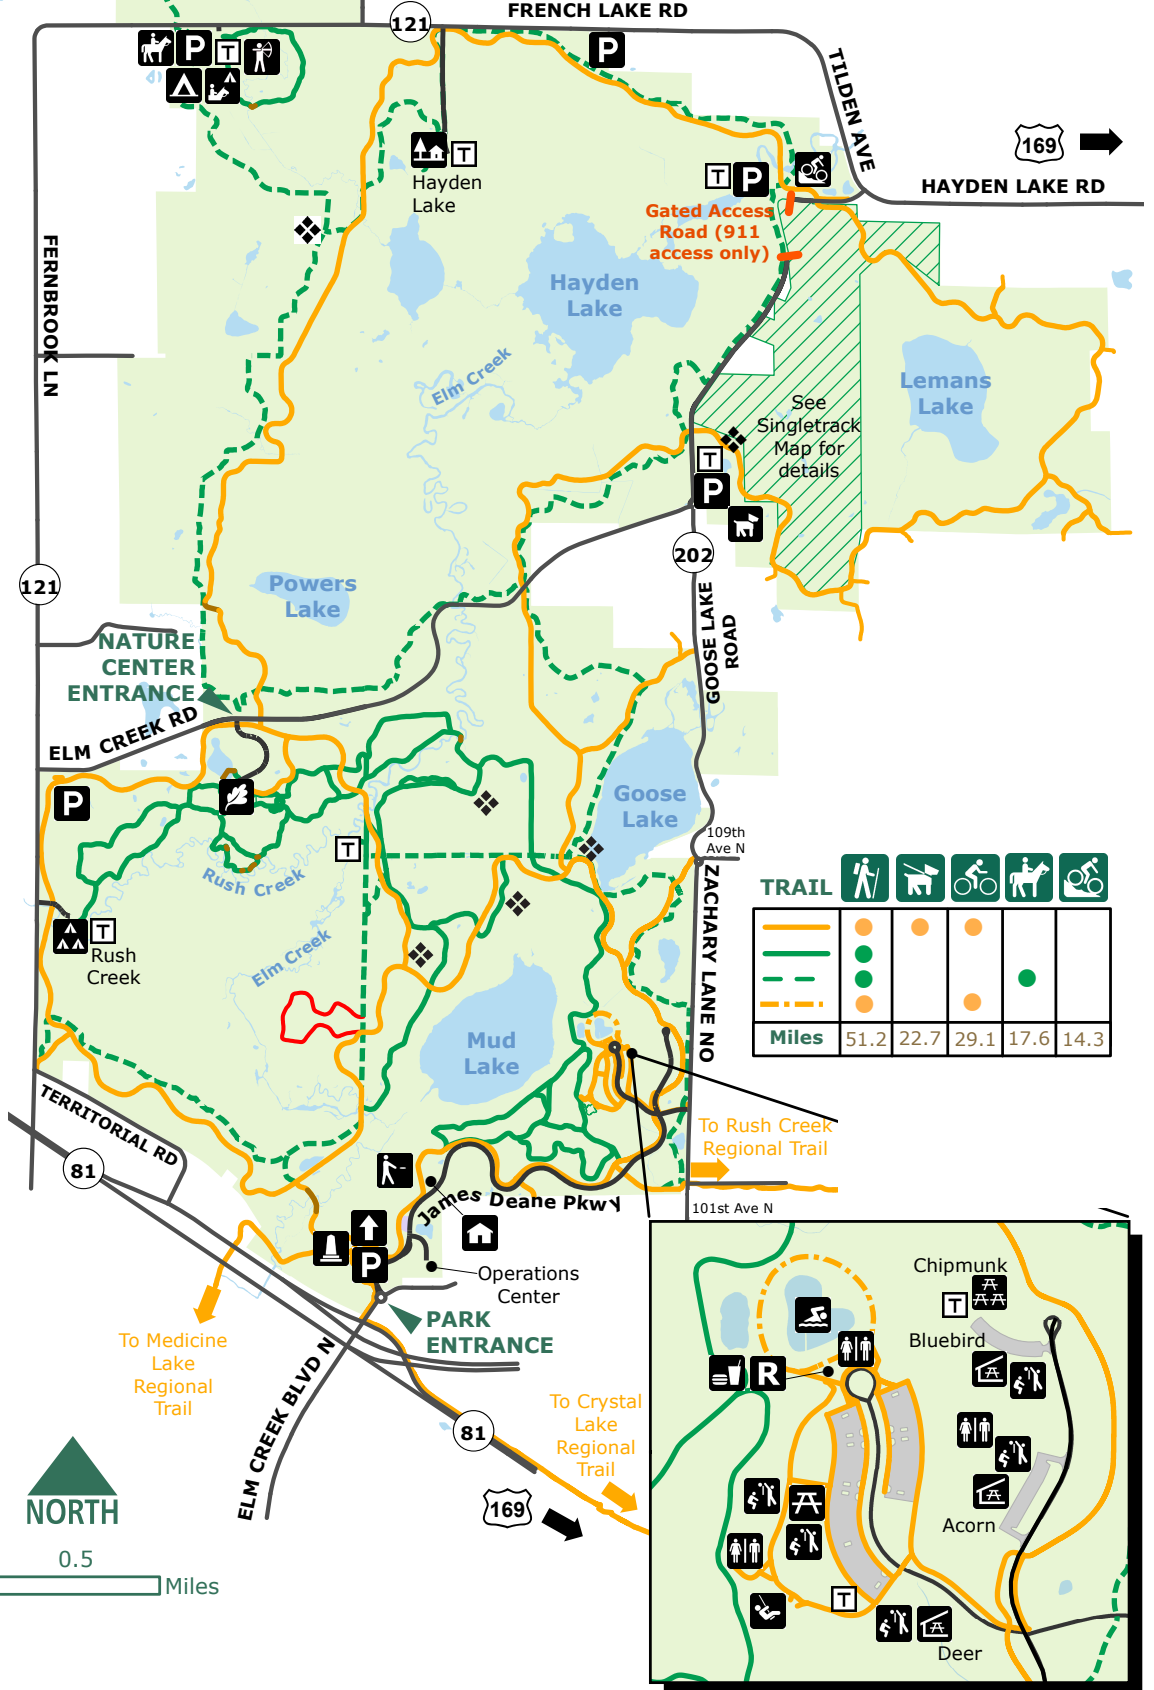 FRENCH LAKE RD
121
P
T
P
TILDEN AVE
169
Hayden
Lake
T
T
P
HAYDEN LAKE RD
Gated Access
Road (911
access only)
FERNBROOK LN
Hayden
Lake
Elm Creek
Lemans
Lake
See
Singletrack
Map for
details
T
P
202
121
Powers
Lake
GOOSE LAKE
ROAD
NATURE
CENTER
ENTRANCE
ELM CREEK RD
P
Goose
Lake
109th
Ave N
T
Rush Creek
ZACHARY LANE NO
TRAIL
Miles 51.2 22.7 29.1 17.6 14.3
T
Rush
Creek
Elm Creek
Mud
Lake
TERRITORIAL RD
81
To Rush Creek
Regional Trail
James Deane Pkwy
101st Ave N
P
Operations
Center
PARK
ENTRANCE
To Medicine
Lake
Regional
Trail
ELM CREEK BLVD N
To Crystal
Lake
Regional
Trail
81
169
NORTH
0.5
Miles
Chipmunk
T
Bluebird
R
Acorn
T
Deer